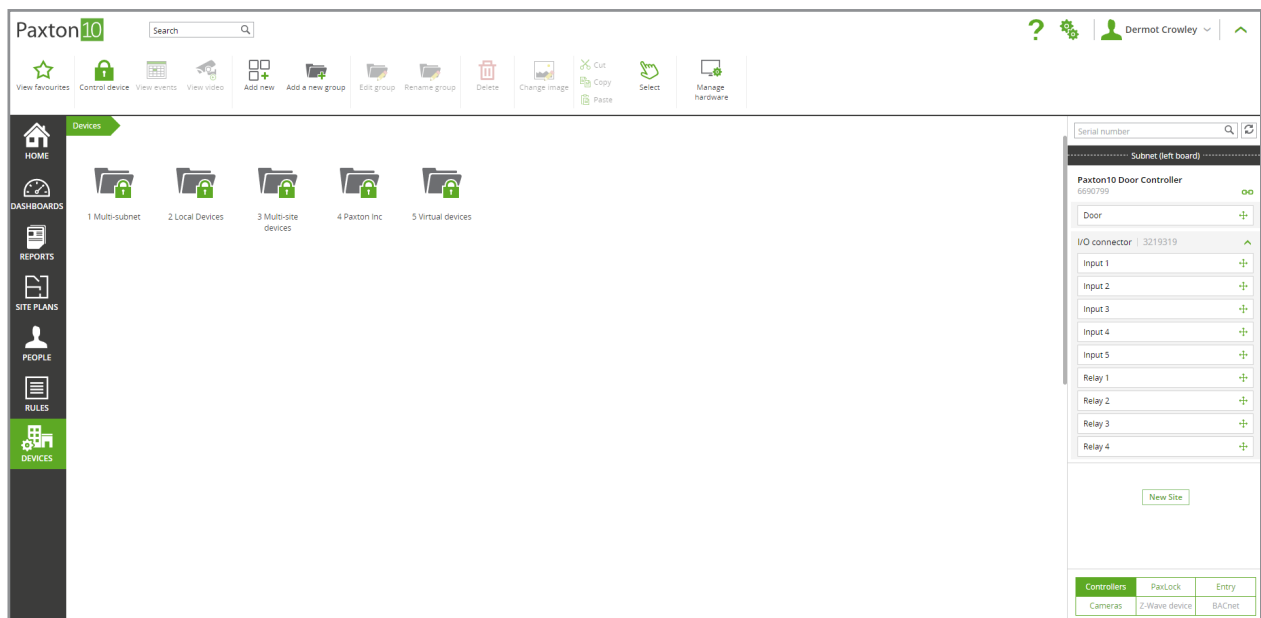 Paxton10
Search
Dermot Crowley
View favourites
Control device
View events
View video
Add new
Add a new group
Edit group
Rename group
Delete
Change image
Cut
Copy
Paste
Select
Manage
hardware
HOME
DASHBOARDS
REPORTS
SITE PLANS
PEOPLE
RULES
DEVICES
Devices
1 Multi-subnet
2 Local Devices
3 Multi-site
devices
4 Paxton Inc
5 Virtual devices
Serial number
Subnet (left board)
Paxton10 Door Controller
6690799
Door
I/O connector | 3219319
Input 1
Input 2
Input 3
Input 4
Input 5
Relay 1
Relay 2
Relay 3
Relay 4
New Site
Controllers
PaxLock
Entry
Cameras
Z-Wave device
BACnet